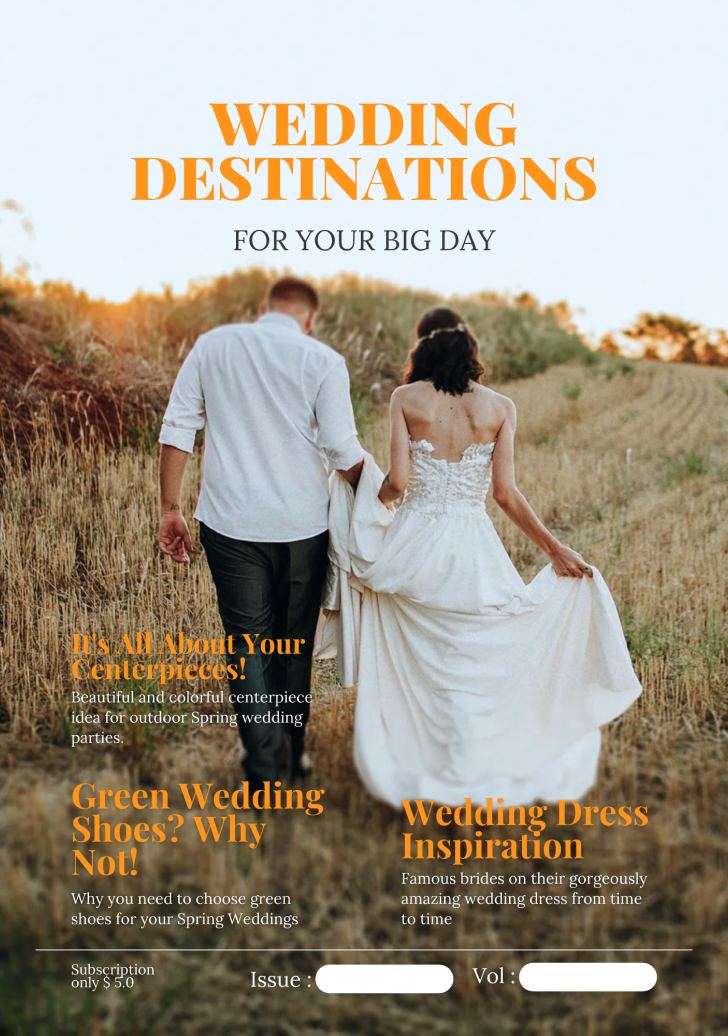 WEDDING
DESTINATIONS
FOR YOUR BIG DAY
It's All About Your
Centerpieces!
Beautiful and colorful centerpiece
idea for outdoor Spring wedding
parties.
Green Wedding
Shoes? Why
Not!
Why you need to choose green
shoes for your Spring Weddings
Wedding Dress
Inspiration
Famous brides on their gorgeously
amazing wedding dress from time
to time
Subscription
only $ 5.0
Issue :
Vol :